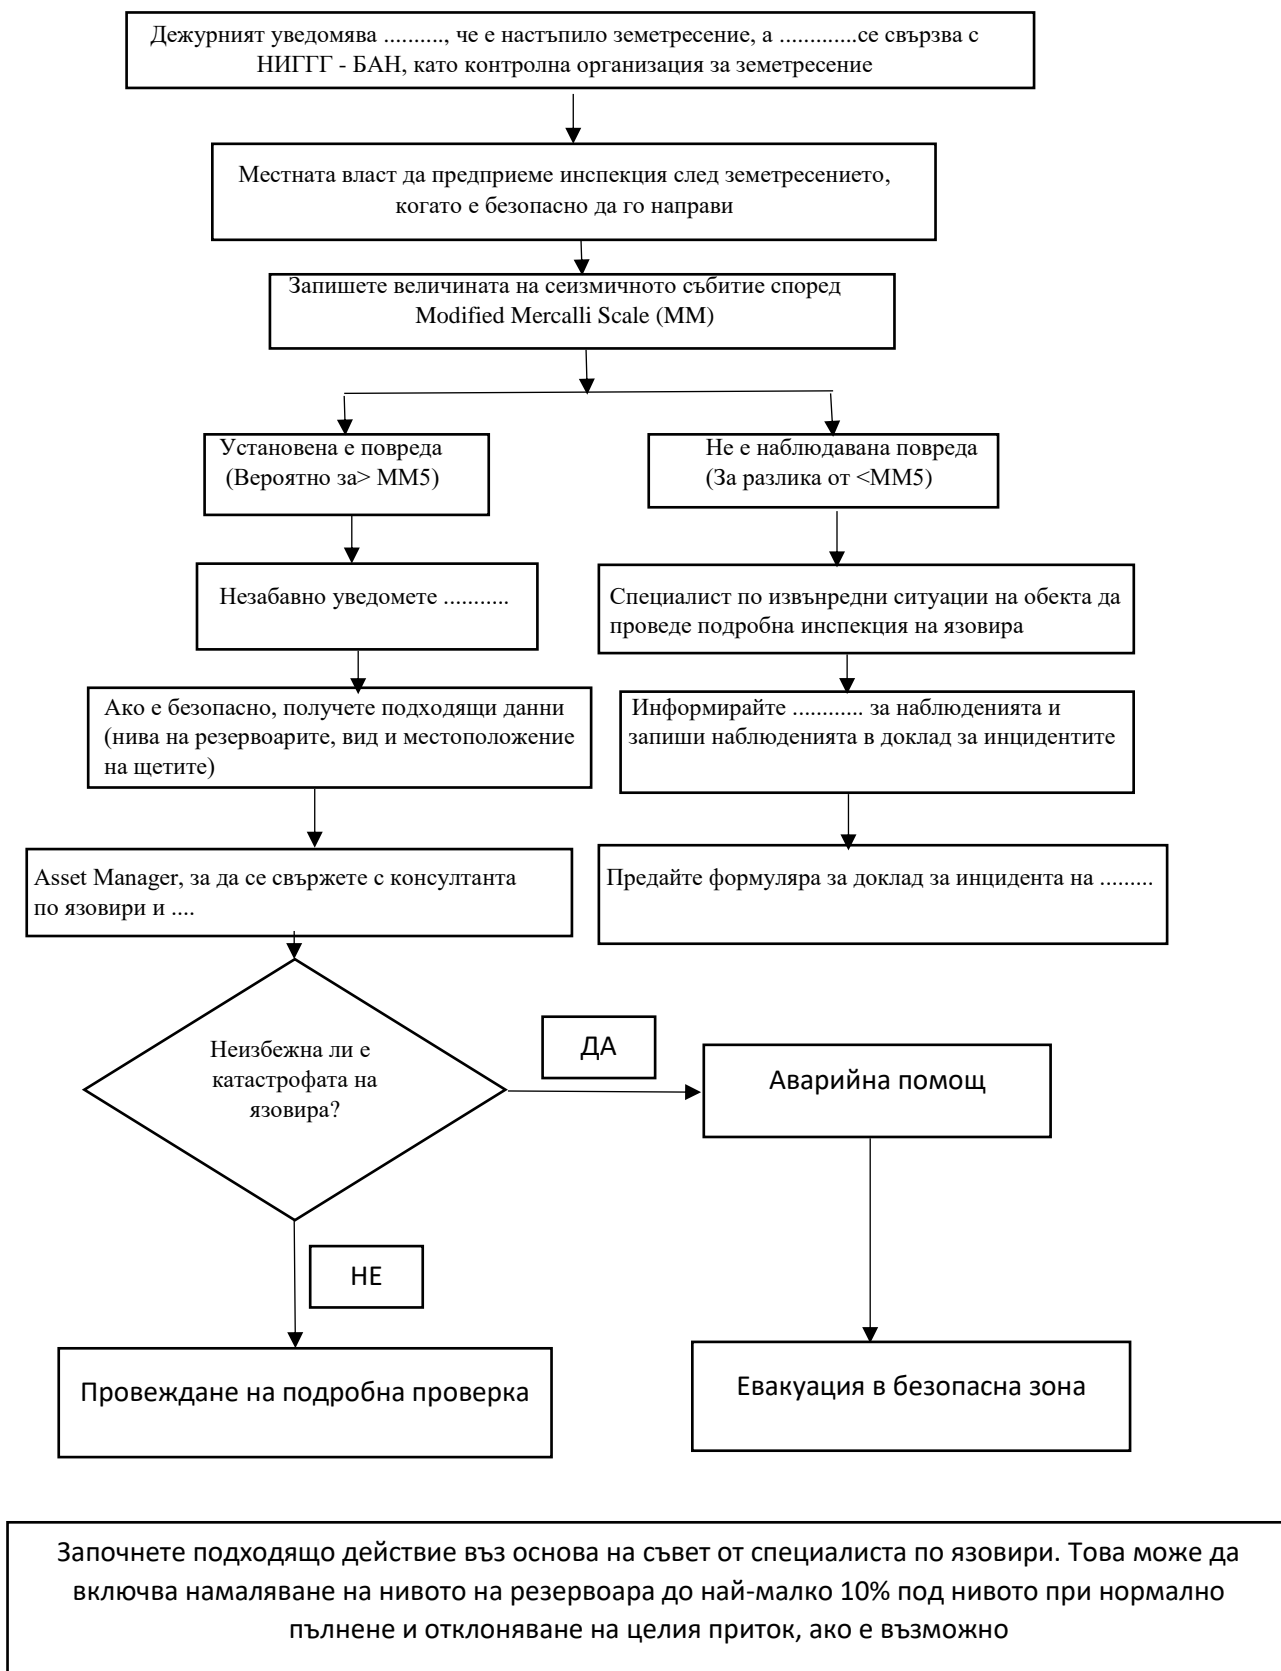 Дежурният уведомява .........., че е настъпило земетресение, а .............се свързва с
НИГГГ - БАН, като контролна организация за земетресение
Местната власт да предприеме инспекция след земетресението,
когато е безопасно да го направи
Запишете величината на сеизмичното събитие според
Modified Mercalli Scale (MM)
Установена е повреда
(Вероятно за> ММ5)
Не е наблюдавана повреда
(За разлика от <ММ5)
Незабавно уведомете ...........
Специалист по извънредни ситуации на обекта да
проведе подробна инспекция на язовира
Ако е безопасно, получете подходящи данни
(нива на резервоарите, вид и местоположение
на щетите)
Информирайте ............ за наблюденията и
запиши наблюденията в доклад за инцидентите
Asset Manager, за да се свържете с консултанта
по язовири и ....
Предайте формуляра за доклад за инцидента на .........
Неизбежна ли е
катастрофата на
язовира?
ДА
Аварийна помощ
НЕ
Провеждане на подробна проверка
Евакуация в безопасна зона
Започнете подходящо действие въз основа на съвет от специалиста по язовири. Това може да
включва намаляване на нивото на резервоара до най-малко 10% под нивото при нормално
пълнене и отклоняване на целия приток, ако е възможно